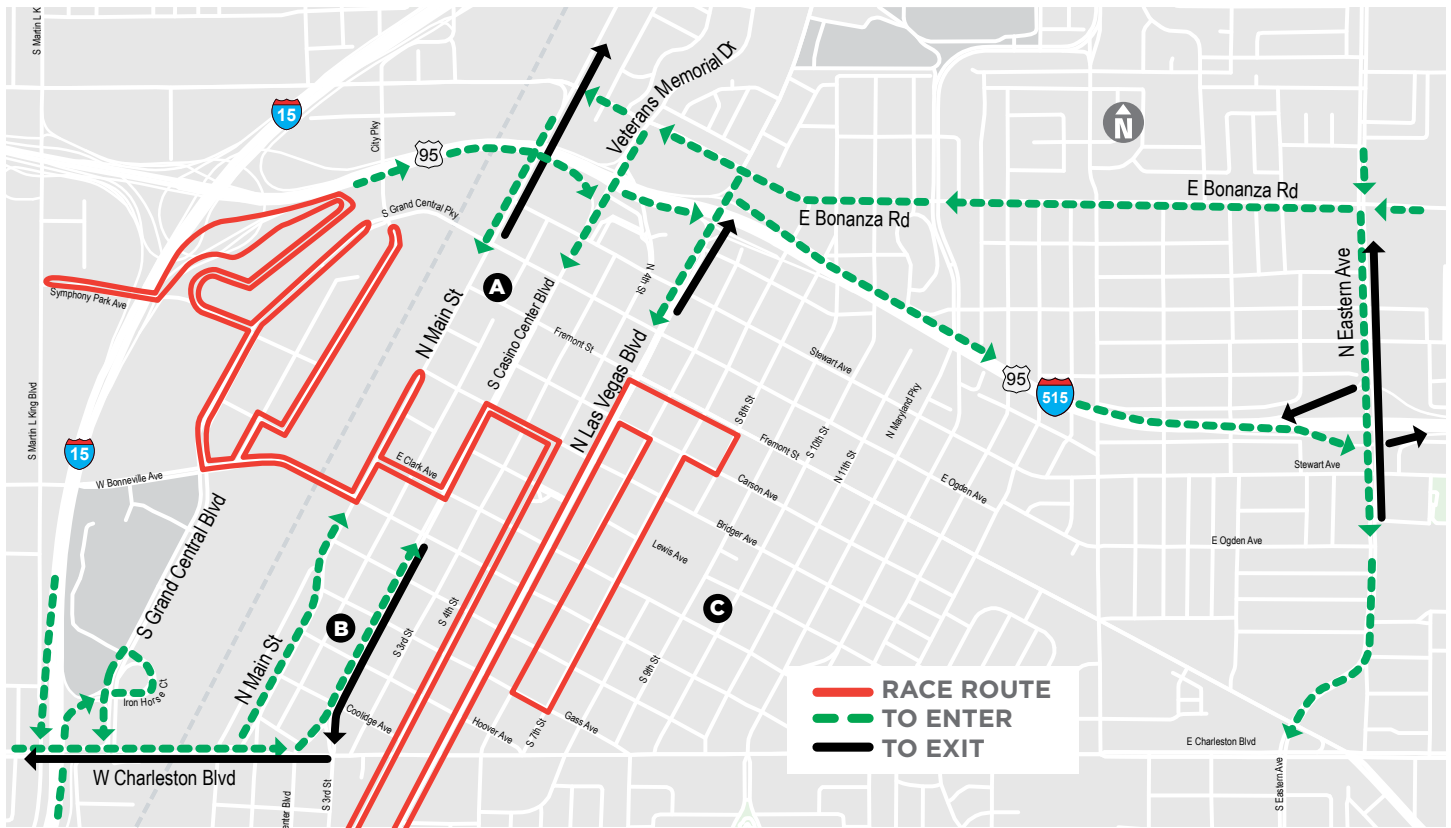 S Martin L K
15
City Pky
95
Veterans Memorial Dr
N
S Grand Central Pky
E Bonanza Rd
E Bonanza Rd
Symphony Park Ave
A
N 4th St
N Main St
S Casino Center Blvd
Fremont St
N Las Vegas Blvd
Stewart Ave
N Eastern Ave
95
515
S Martin L King Blvd
15
S 8th St
N Maryland Pky
Fremont St
S 10th St
N 11th St
E Clark Ave
Carson Ave
E Ogden Ave
Stewart Ave
W Bonneville Ave
Bridger Ave
Lewis Ave
E Ogden Ave
S Grand Central Blvd
B
S 4th St
S 3rd St
C
N Main St
S 9th St
Iron Horse Ct
Coolidge Ave
Hoover Ave
S 7th St
Gass Ave
RACE ROUTE
TO ENTER
TO EXIT
E Charleston Blvd
W Charleston Blvd
S 3rd St
enter Blvd
S Eastern Ave